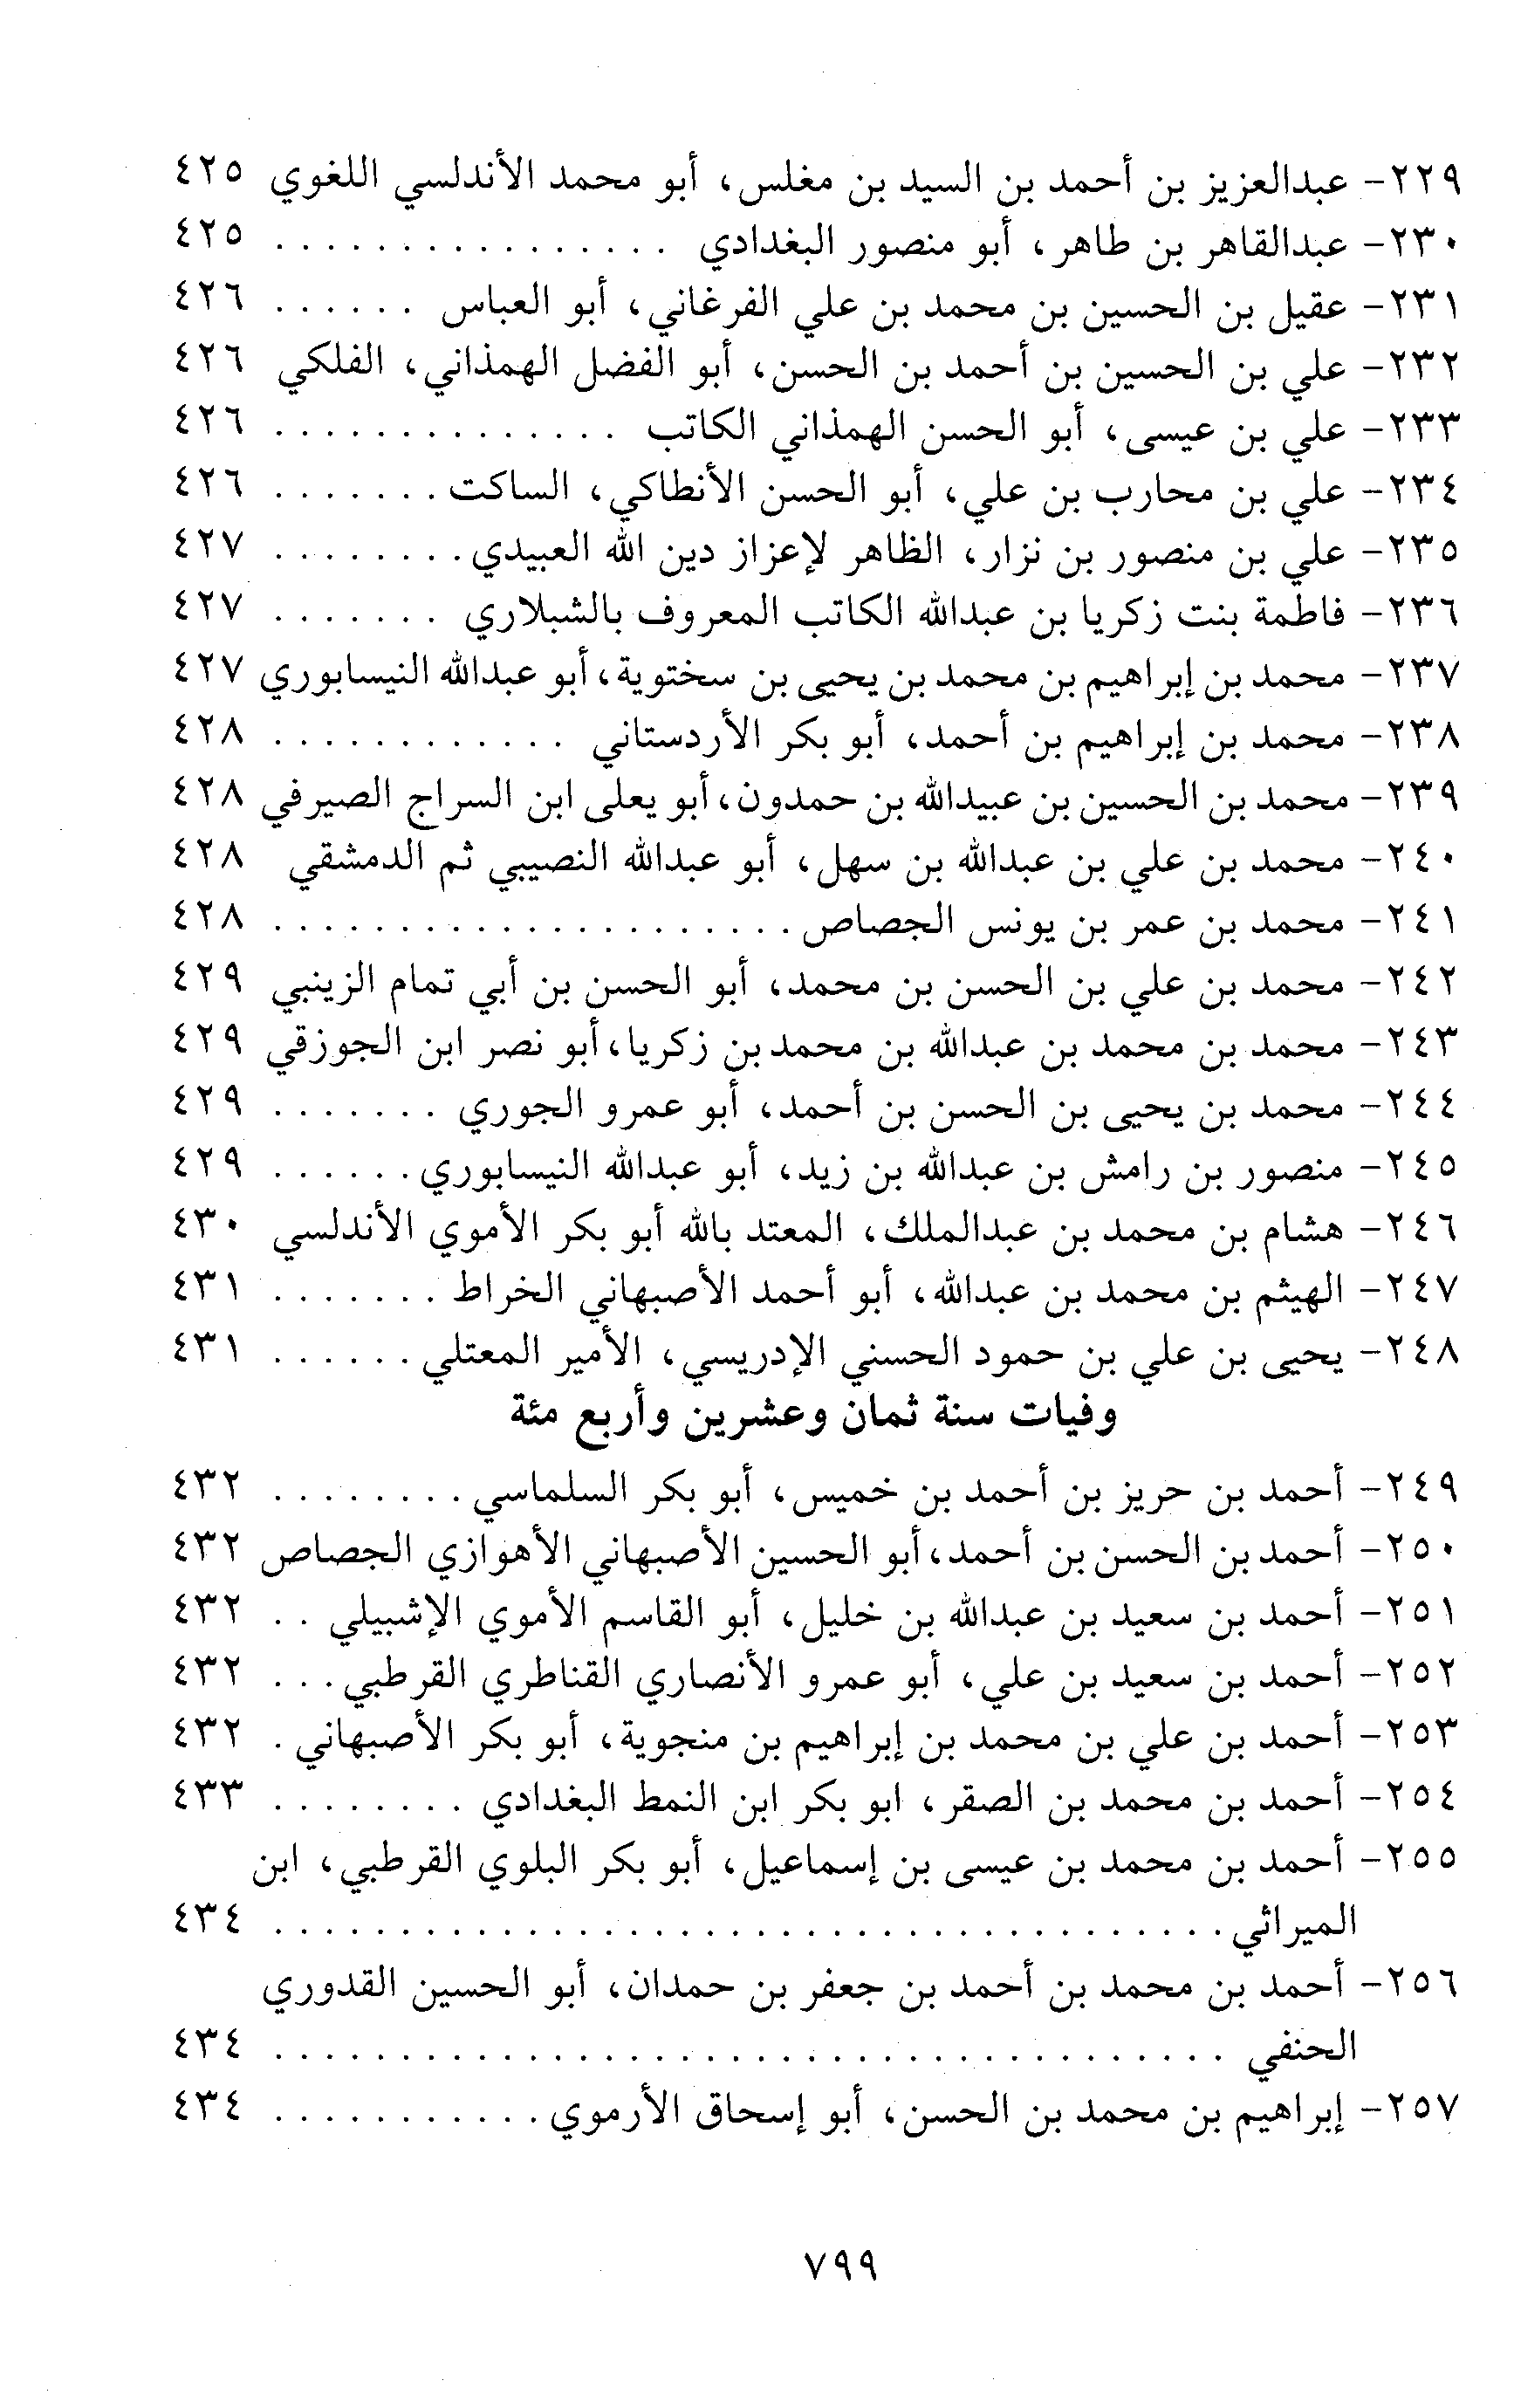 ٢٢٩- عبدالعزيز بن أحمد بن السيد بن مغلس، أبو محمد الأندلسي اللغوي ٤٢٥
٢٣٠- عبدالقاهر بن طاهر، أبو منصور البغدادي . . . . . . . . . . . . . . . . ٤٢٥
٢٣١- عقيل بن الحسين بن محمد بن علي الفرغاني، أبو العباس . . . . . . ٤٢٦
٢٣٢- علي بن الحسين بن أحمد بن الحسن، أبو الفضل الهمذاني، الفلكي ٤٢٦
٢٣٣- علي بن عيسى، أبو الحسن الهمذاني الكاتب . . . . . . . . . . . . . . ٤٢٦
٢٣٤- علي بن محارب بن علي، أبو الحسن الأنطاكي، الساكت . . . . . . . ٤٢٦
٢٣٥- علي بن منصور بن نزار، الظاهر لإعزاز دين الله العبيدي . . . . . . . . ٤٢٧
٢٣٦- فاطمة بنت زكريا بن عبدالله الكاتب المعروف بالشبلاري . . . . . . . ٤٢٧
٢٣٧- محمد بن إبراهيم بن محمد بن يحيى بن سختوية، أبو عبدالله النيسابوري ٤٢٧
٢٣٨- محمد بن إبراهيم بن أحمد، أبو بكر الأردستاني . . . . . . . . . . . . ٤٢٨
٢٣٩- محمد بن الحسين بن عبيدالله بن حمدون، أبو يعلى ابن السراج الصيرفي ٤٢٨
٢٤٠- محمد بن علي بن عبدالله بن سهل، أبو عبدالله النصيبي ثم الدمشقي ٤٢٨
٢٤١- محمد بن عمر بن يونس الجصاص . . . . . . . . . . . . . . . . . . . . . ٤٢٨
٢٤٢- محمد بن علي بن الحسن بن محمد، أبو الحسن بن أبي تمام الزينبي ٤٢٩
٢٤٣- محمد بن محمد بن عبدالله بن محمد بن زكريا، أبو نصر ابن الجوزقي ٤٢٩
٢٤٤- محمد بن يحيى بن الحسن بن أحمد، أبو عمرو الجوري . . . . . . . ٤٢٩
٢٤٥- منصور بن رامش بن عبدالله بن زيد، أبو عبدالله النيسابوري . . . . . . ٤٢٩
٢٤٦- هشام بن محمد بن عبدالملك، المعتد بالله أبو بكر الأموي الأندلسي ٤٣٠
٢٤٧- الهيثم بن محمد بن عبدالله، أبو أحمد الأصبهاني الخراط . . . . . . . ٤٣١
٢٤٨- يحيى بن علي بن حمود الحسني الإدريسي، الأمير المعتلي . . . . . . ٤٣١
وفيات سنة ثمان وعشرين وأربع مئة
٢٤٩- أحمد بن حريز بن أحمد بن خميس، أبو بكر السلماسي . . . . . . . . ٤٣٢
٢٥٠- أحمد بن الحسن بن أحمد، أبو الحسين الأصبهاني الأهوازي الجصاص ٤٣٢
٢٥١- أحمد بن سعيد بن عبدالله بن خليل، أبو القاسم الأموي الإشبيلي . . ٤٣٢
٢٥٢- أحمد بن سعيد بن علي، أبو عمرو الأنصاري القناطري القرطبي . . . ٤٣٢
٢٥٣- أحمد بن علي بن محمد بن إبراهيم بن منجوية، أبو بكر الأصبهاني . ٤٣٢
٢٥٤- أحمد بن محمد بن الصقر، ابو بكر ابن النمط البغدادي . . . . . . . . ٤٣٣
٢٥٥- أحمد بن محمد بن عيسى بن إسماعيل، أبو بكر البلوي القرطبي، ابن
الميراثي . . . . . . . . . . . . . . . . . . . . . . . . . . . . . . . . . . . . . . ٤٣٤
٢٥٦- أحمد بن محمد بن أحمد بن جعفر بن حمدان، أبو الحسين القدوري
الحنفي . . . . . . . . . . . . . . . . . . . . . . . . . . . . . . . . . . . . . . ٤٣٤
٢٥٧- إبراهيم بن محمد بن الحسن، أبو إسحاق الأرموي . . . . . . . . . . . ٤٣٤
٧٩٩